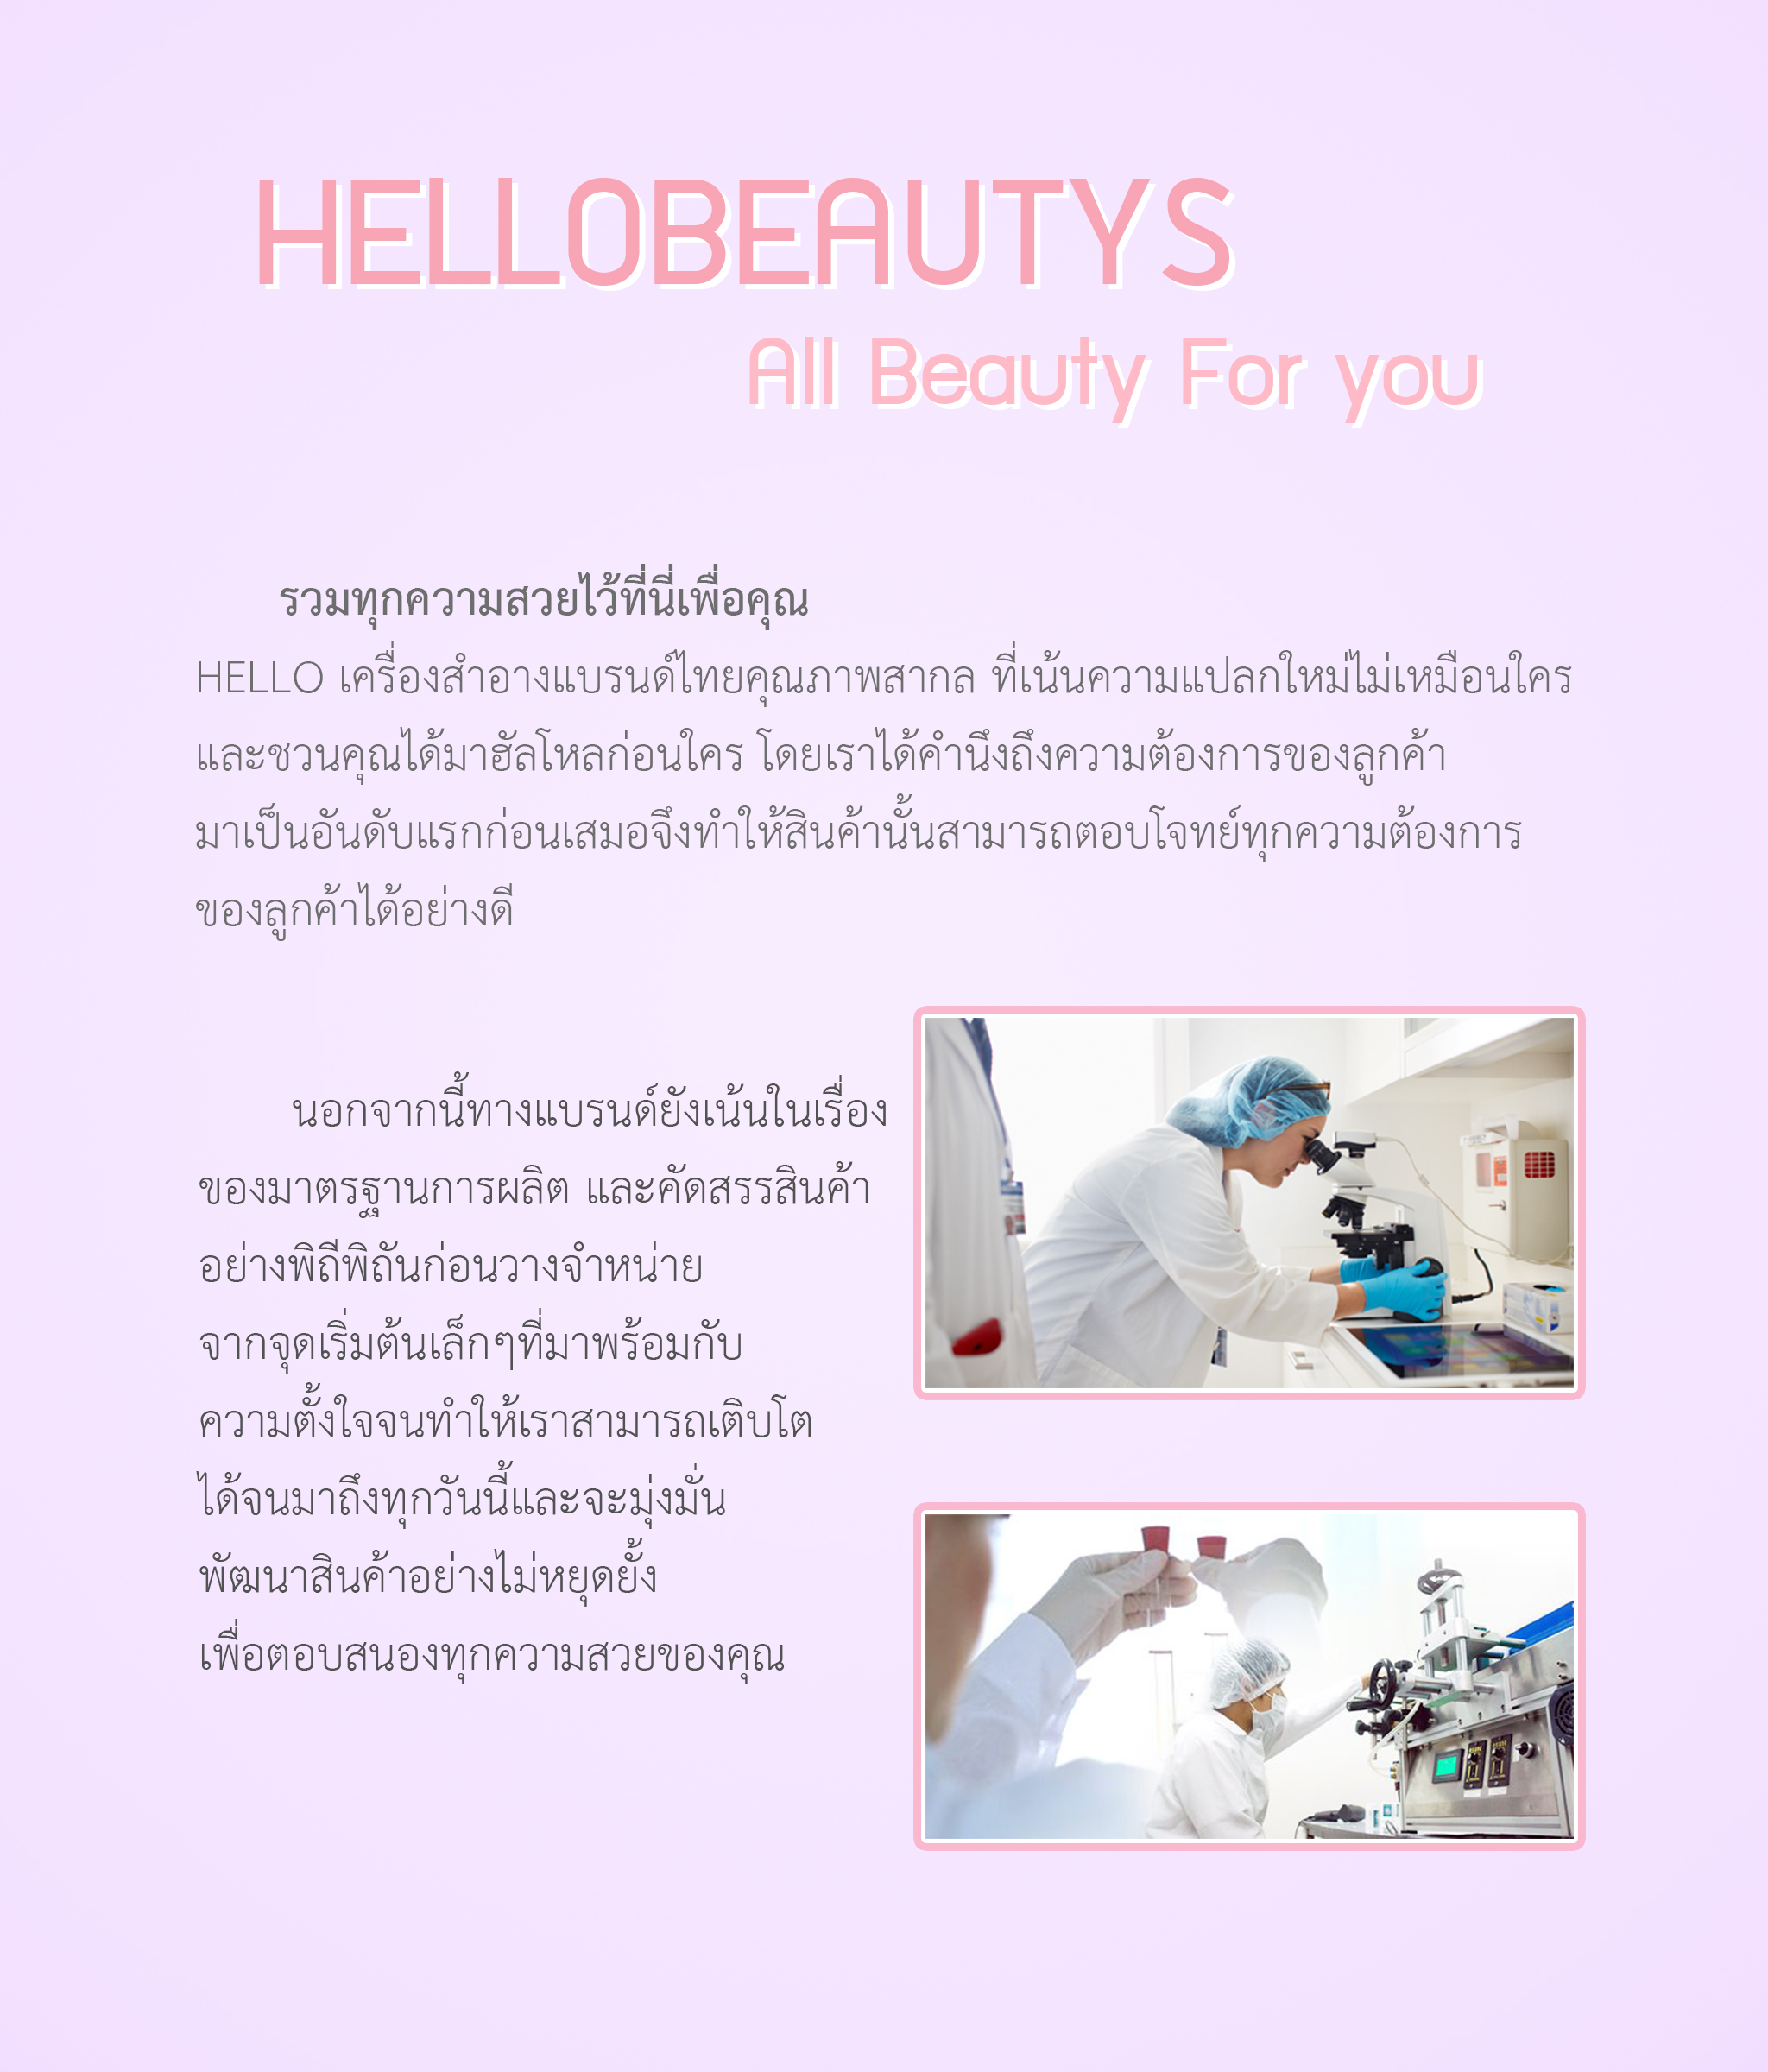 HELLOBEAUTYS
All Beauty For you
รวมทุกความสวยไว้ที่นี่เพื่อคุณ
HELLO เครื่องสำอางแบรนด์ไทยคุณภาพสากล ที่เน้นความแปลกใหม่ไม่เหมือนใคร
และชวนคุณได้มาฮัลโหลก่อนใคร โดยเราได้คำนึงถึงความต้องการของลูกค้า
มาเป็นอันดับแรกก่อนเสมอจึงทำให้สินค้านั้นสามารถตอบโจทย์ทุกความต้องการ
ของลูกค้าได้อย่างดี
นอกจากนี้ทางแบรนด์ยังเน้นในเรื่อง
ของมาตรฐานการผลิต และคัดสรรสินค้า
อย่างพิถีพิถันก่อนวางจำหน่าย
จากจุดเริ่มต้นเล็กๆที่มาพร้อมกับ
ความตั้งใจจนทำให้เราสามารถเติบโต
ได้จนมาถึงทุกวันนี้และจะมุ่งมั่น
พัฒนาสินค้าอย่างไม่หยุดยั้ง
เพื่อตอบสนองทุกความสวยของคุณ